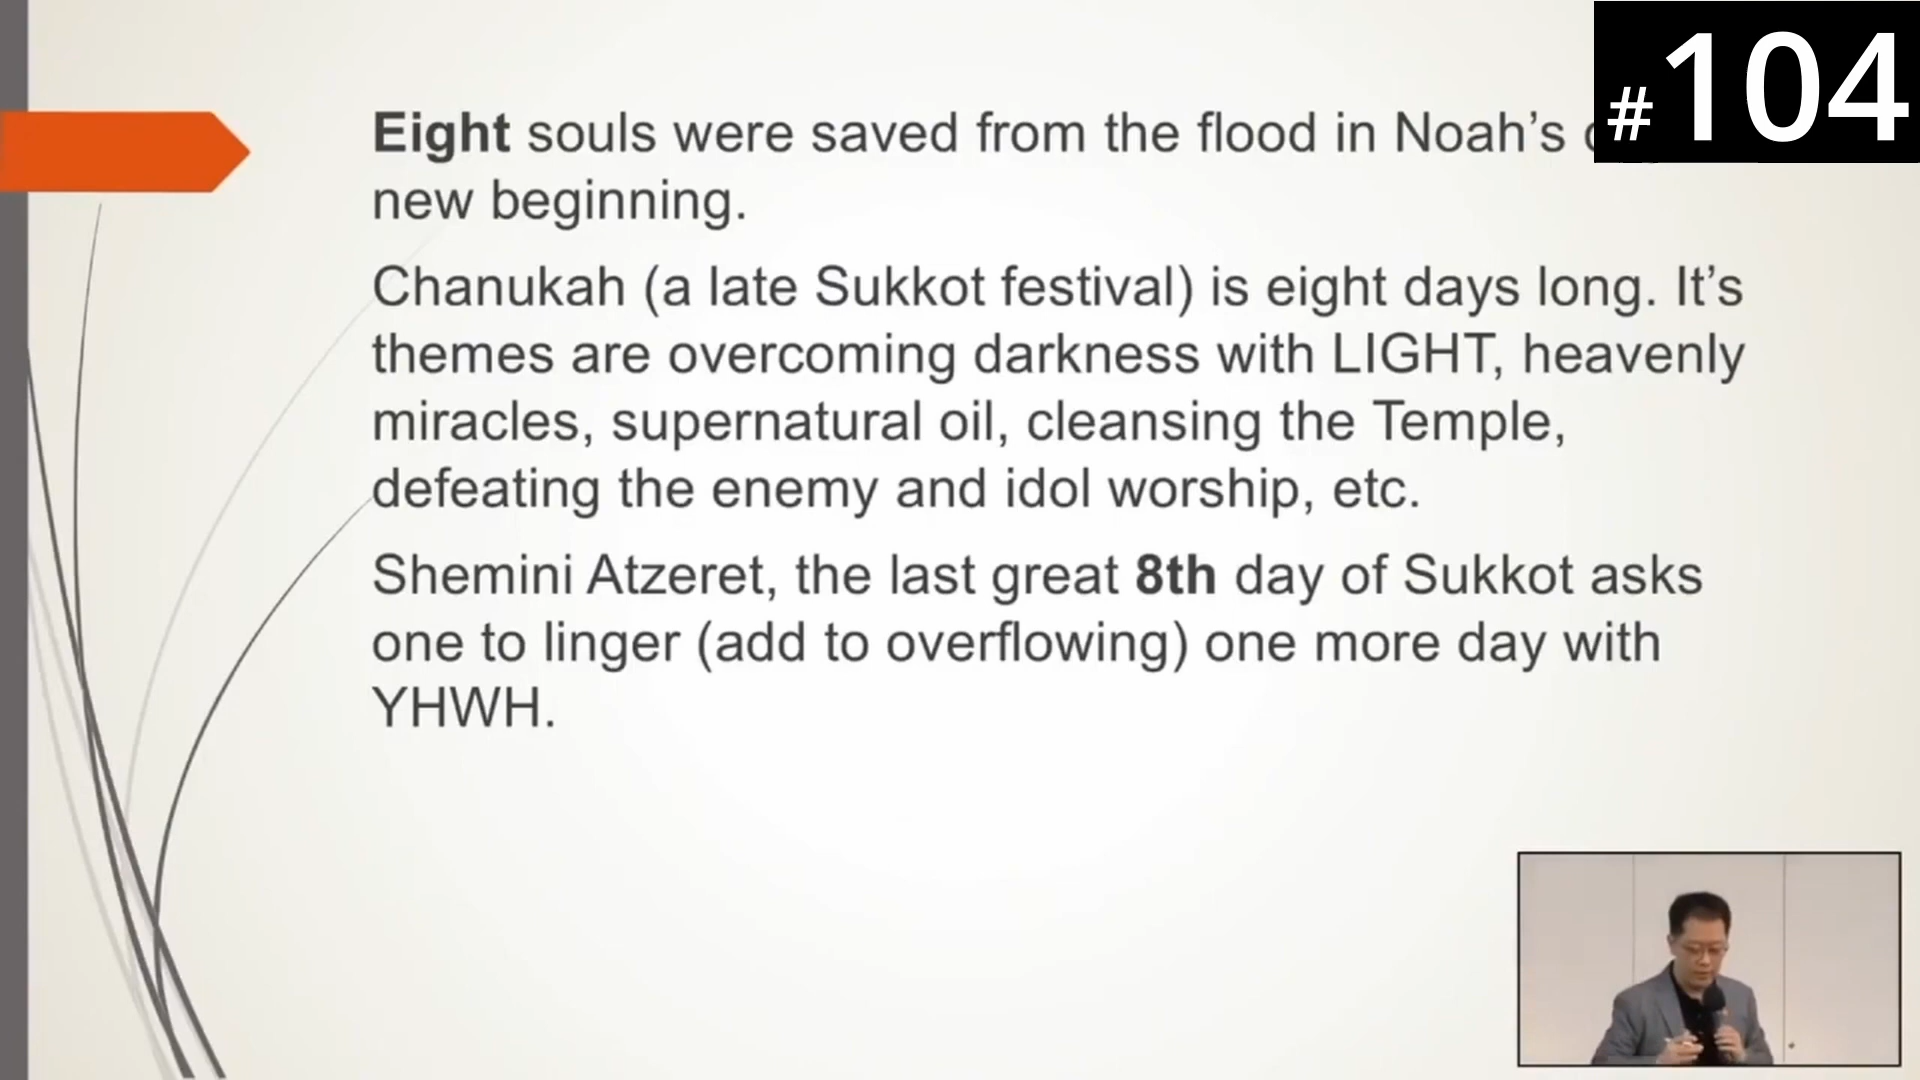 #104
Eight souls were saved from the flood in Noah’s
new beginning.
Chanukah (a late Sukkot festival) is eight days long. It’s
themes are overcoming darkness with LIGHT, heavenly
miracles, supernatural oil, cleansing the Temple,
defeating the enemy and idol worship, etc.
Shemini Atzeret, the last great 8th day of Sukkot asks
one to linger (add to overflowing) one more day with
YHWH.